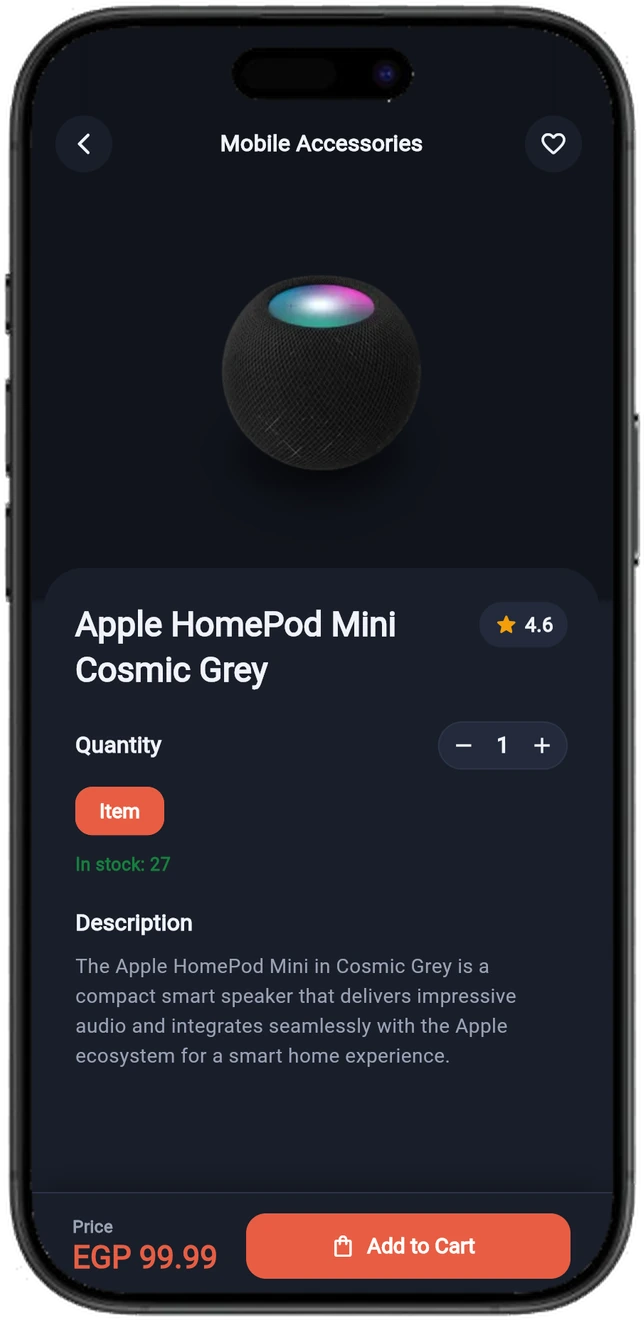 Mobile Accessories
Apple HomePod Mini
Cosmic Grey
4.6
Quantity
1
Item
In stock: 27
Description
The Apple HomePod Mini in Cosmic Grey is a
compact smart speaker that delivers impressive
audio and integrates seamlessly with the Apple
ecosystem for a smart home experience.
Price
EGP 99.99
Add to Cart